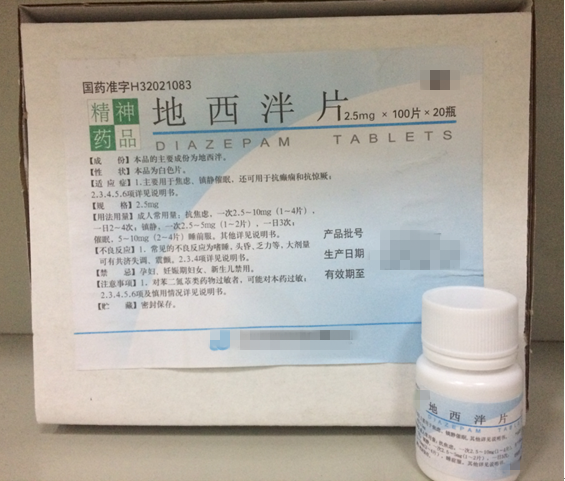 国药准字H32021083
精神
药品
地西泮片
2.5mg × 100片×20瓶
DIAZEPAM TABLETS
【成 份】本品的主要成份为地西泮。
【性 状】本品为白色片。
【适 应 症】1.主要用于焦虑、镇静催眠，还可用于抗癫痫和抗惊厥；
2.3.4.5.6项详见说明书。
【规 格】2.5mg
【用法用量】成人常用量：抗焦虑，一次2.5~10mg（1~4片），
一日2~4次；镇静，一次2.5~5mg（1~2片），一日3次；
催眠，5~10mg（2~4片）睡前服。其他详见说明书。
【不良反应】1. 常见的不良反应为嗜睡、头昏、乏力等，大剂量
可有共济失调、震颤。2.3.4项详见说明书。
【禁 忌】孕妇、妊娠期妇女、新生儿禁用。
【注意事项】1. 对苯二氮䓬类药物过敏者，可能对本药过敏；
2.3.4.5.6项及慎用情况详见说明书。
【贮 藏】密封保存。
产品批号
生产日期
有效期至
地西泮片
DIAZEPAM TABL